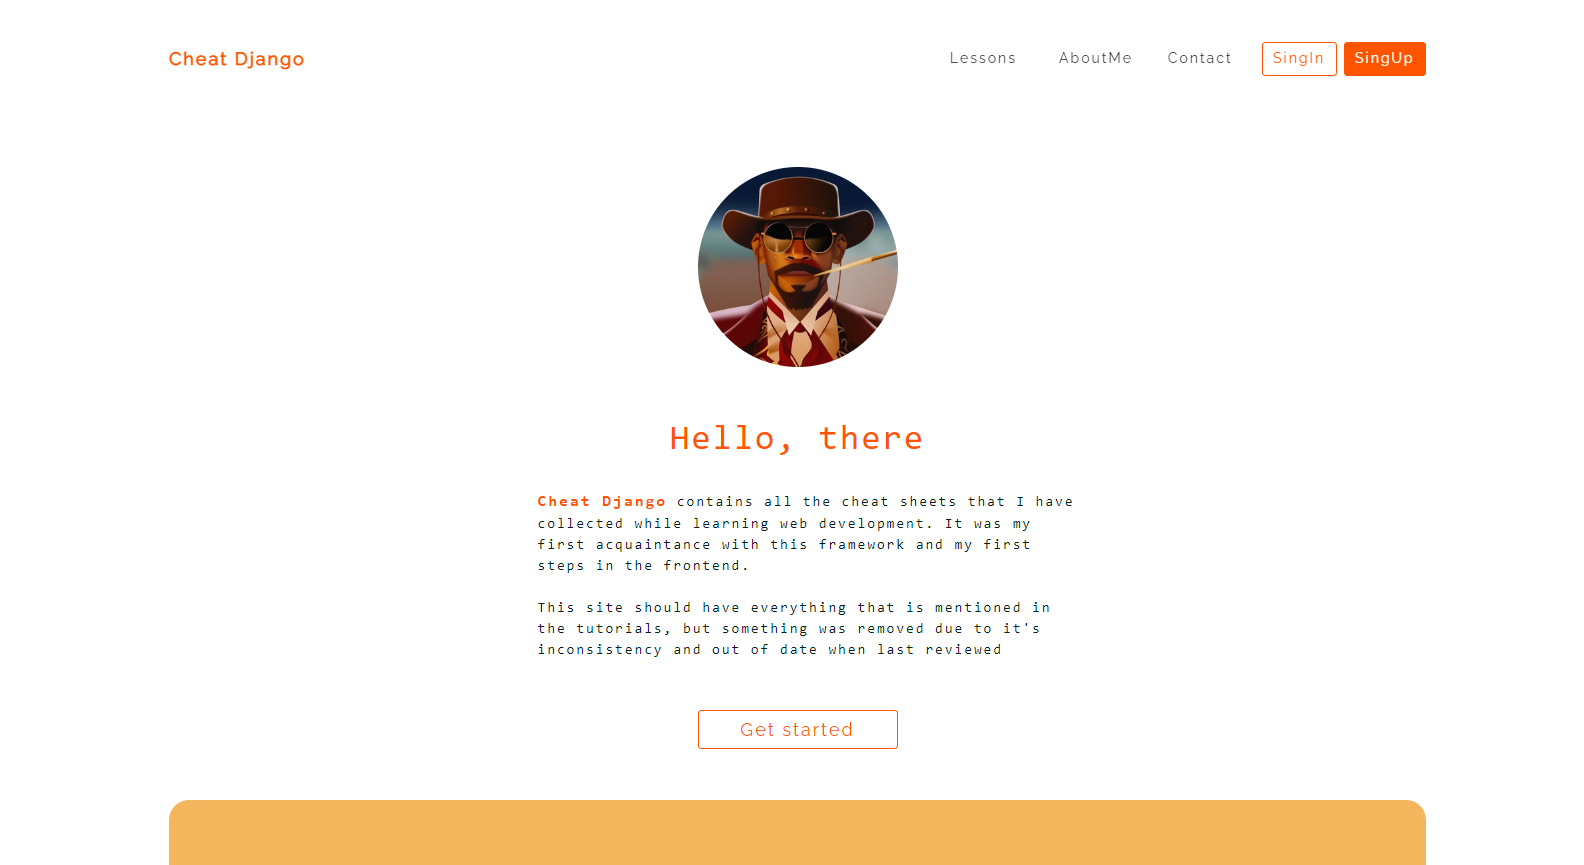 Cheat Django
Lessons
AboutMe
Contact
SingIn
SingUp
Hello, there
Cheat Django contains all the cheat sheets that I have
collected while learning web development. It was my
first acquaintance with this framework and my first
steps in the frontend.
This site should have everything that is mentioned in
the tutorials, but something was removed due to it's
inconsistency and out of date when last reviewed
Get started